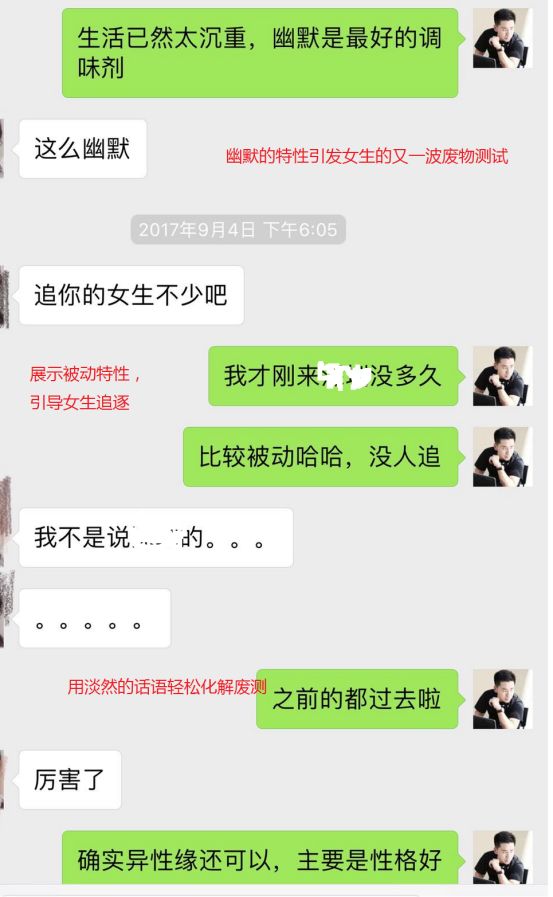 生活已然太沉重，幽默是最好的调
味剂
这么幽默
幽默的特性引发女生的又一波废物测试
2017年9月4日 下午6:05
追你的女生不少吧
展示被动特性，
引导女生追逐
我才刚来没多久
比较被动哈哈，没人追
我不是说的。。。
。。。。。
用淡然的话语轻松化解废测
之前的都过去啦
厉害了
确实异性缘还可以，主要是性格好